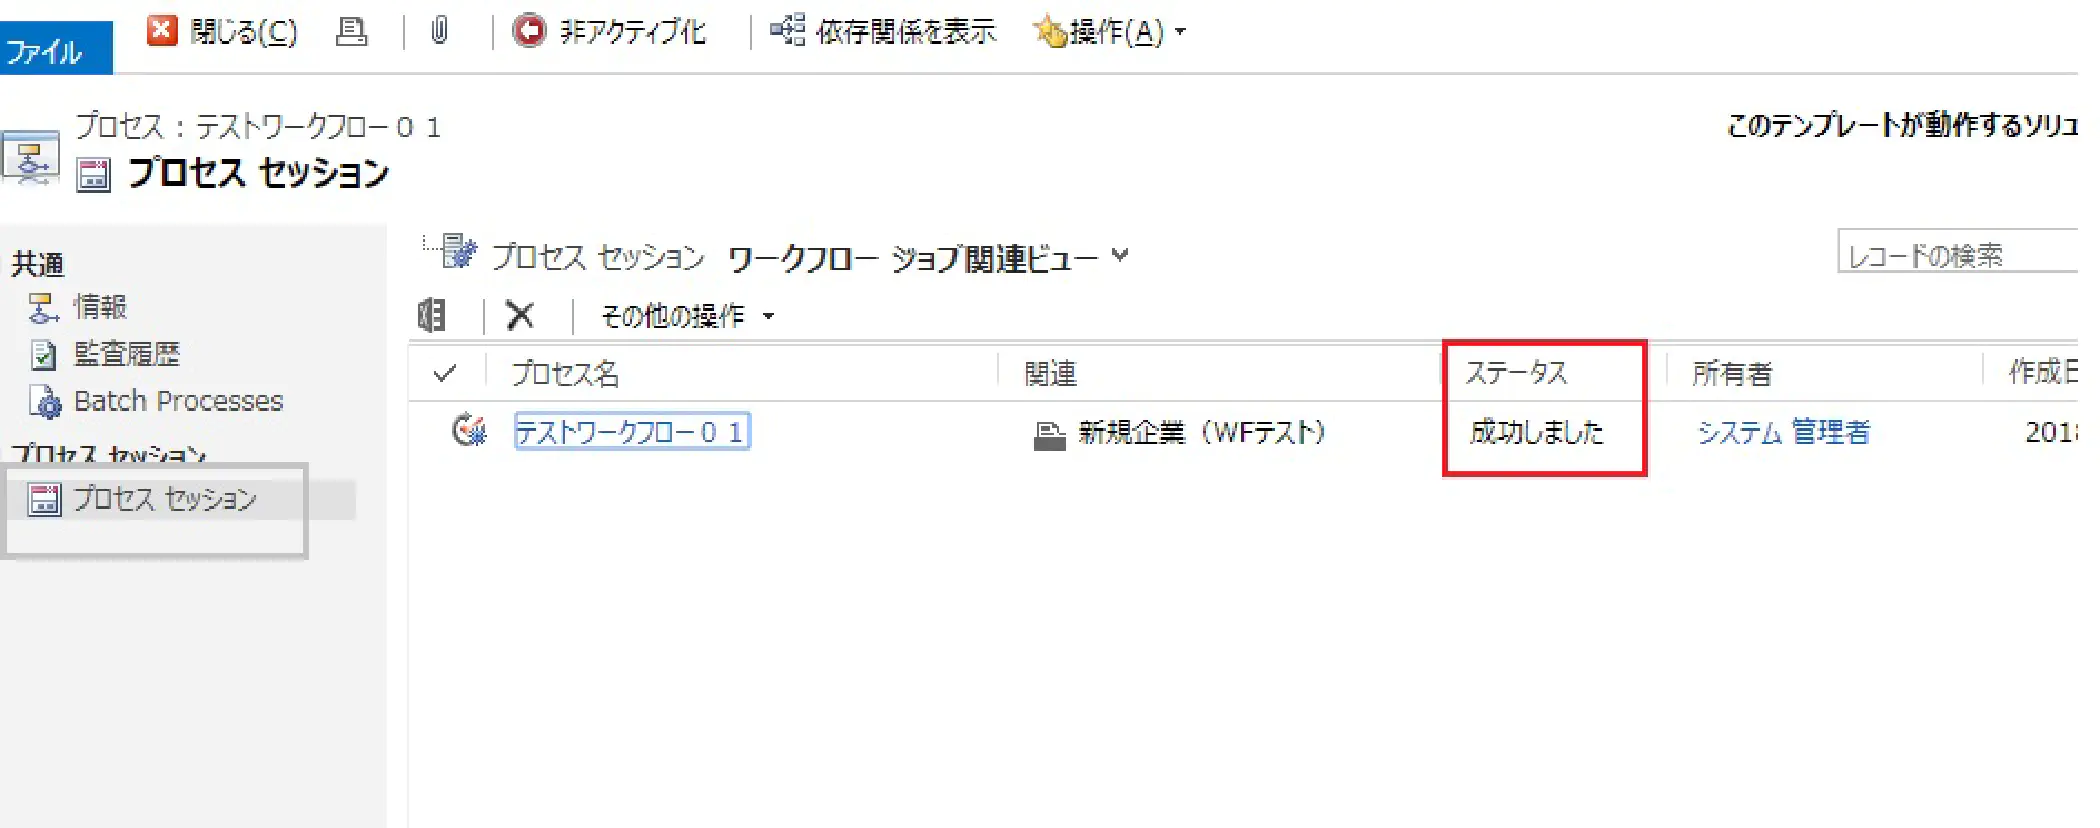 ファイル
閉じる(C)
非アクティブ化
依存関係を表示
操作(A)
プロセス : テストワークフロー０１
プロセス セッション
このテンプレートが動作するソリュ
共通
情報
監査履歴
Batch Processes
プロセス セッション
プロセス セッション
プロセス セッション ワークフロー ジョブ関連ビュー
レコードの検索
その他の操作
プロセス名 関連 ステータス 所有者 作成日
テストワークフロー０１ 新規企業（WFテスト） 成功しました システム 管理者 2018